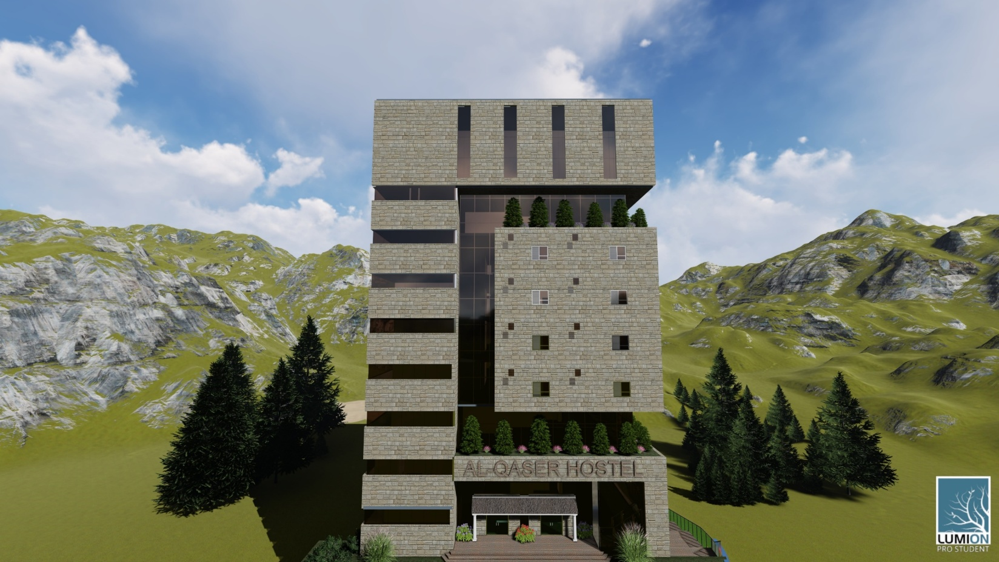 AL-QASER HOSTEL
LUMION
PRO STUDENT